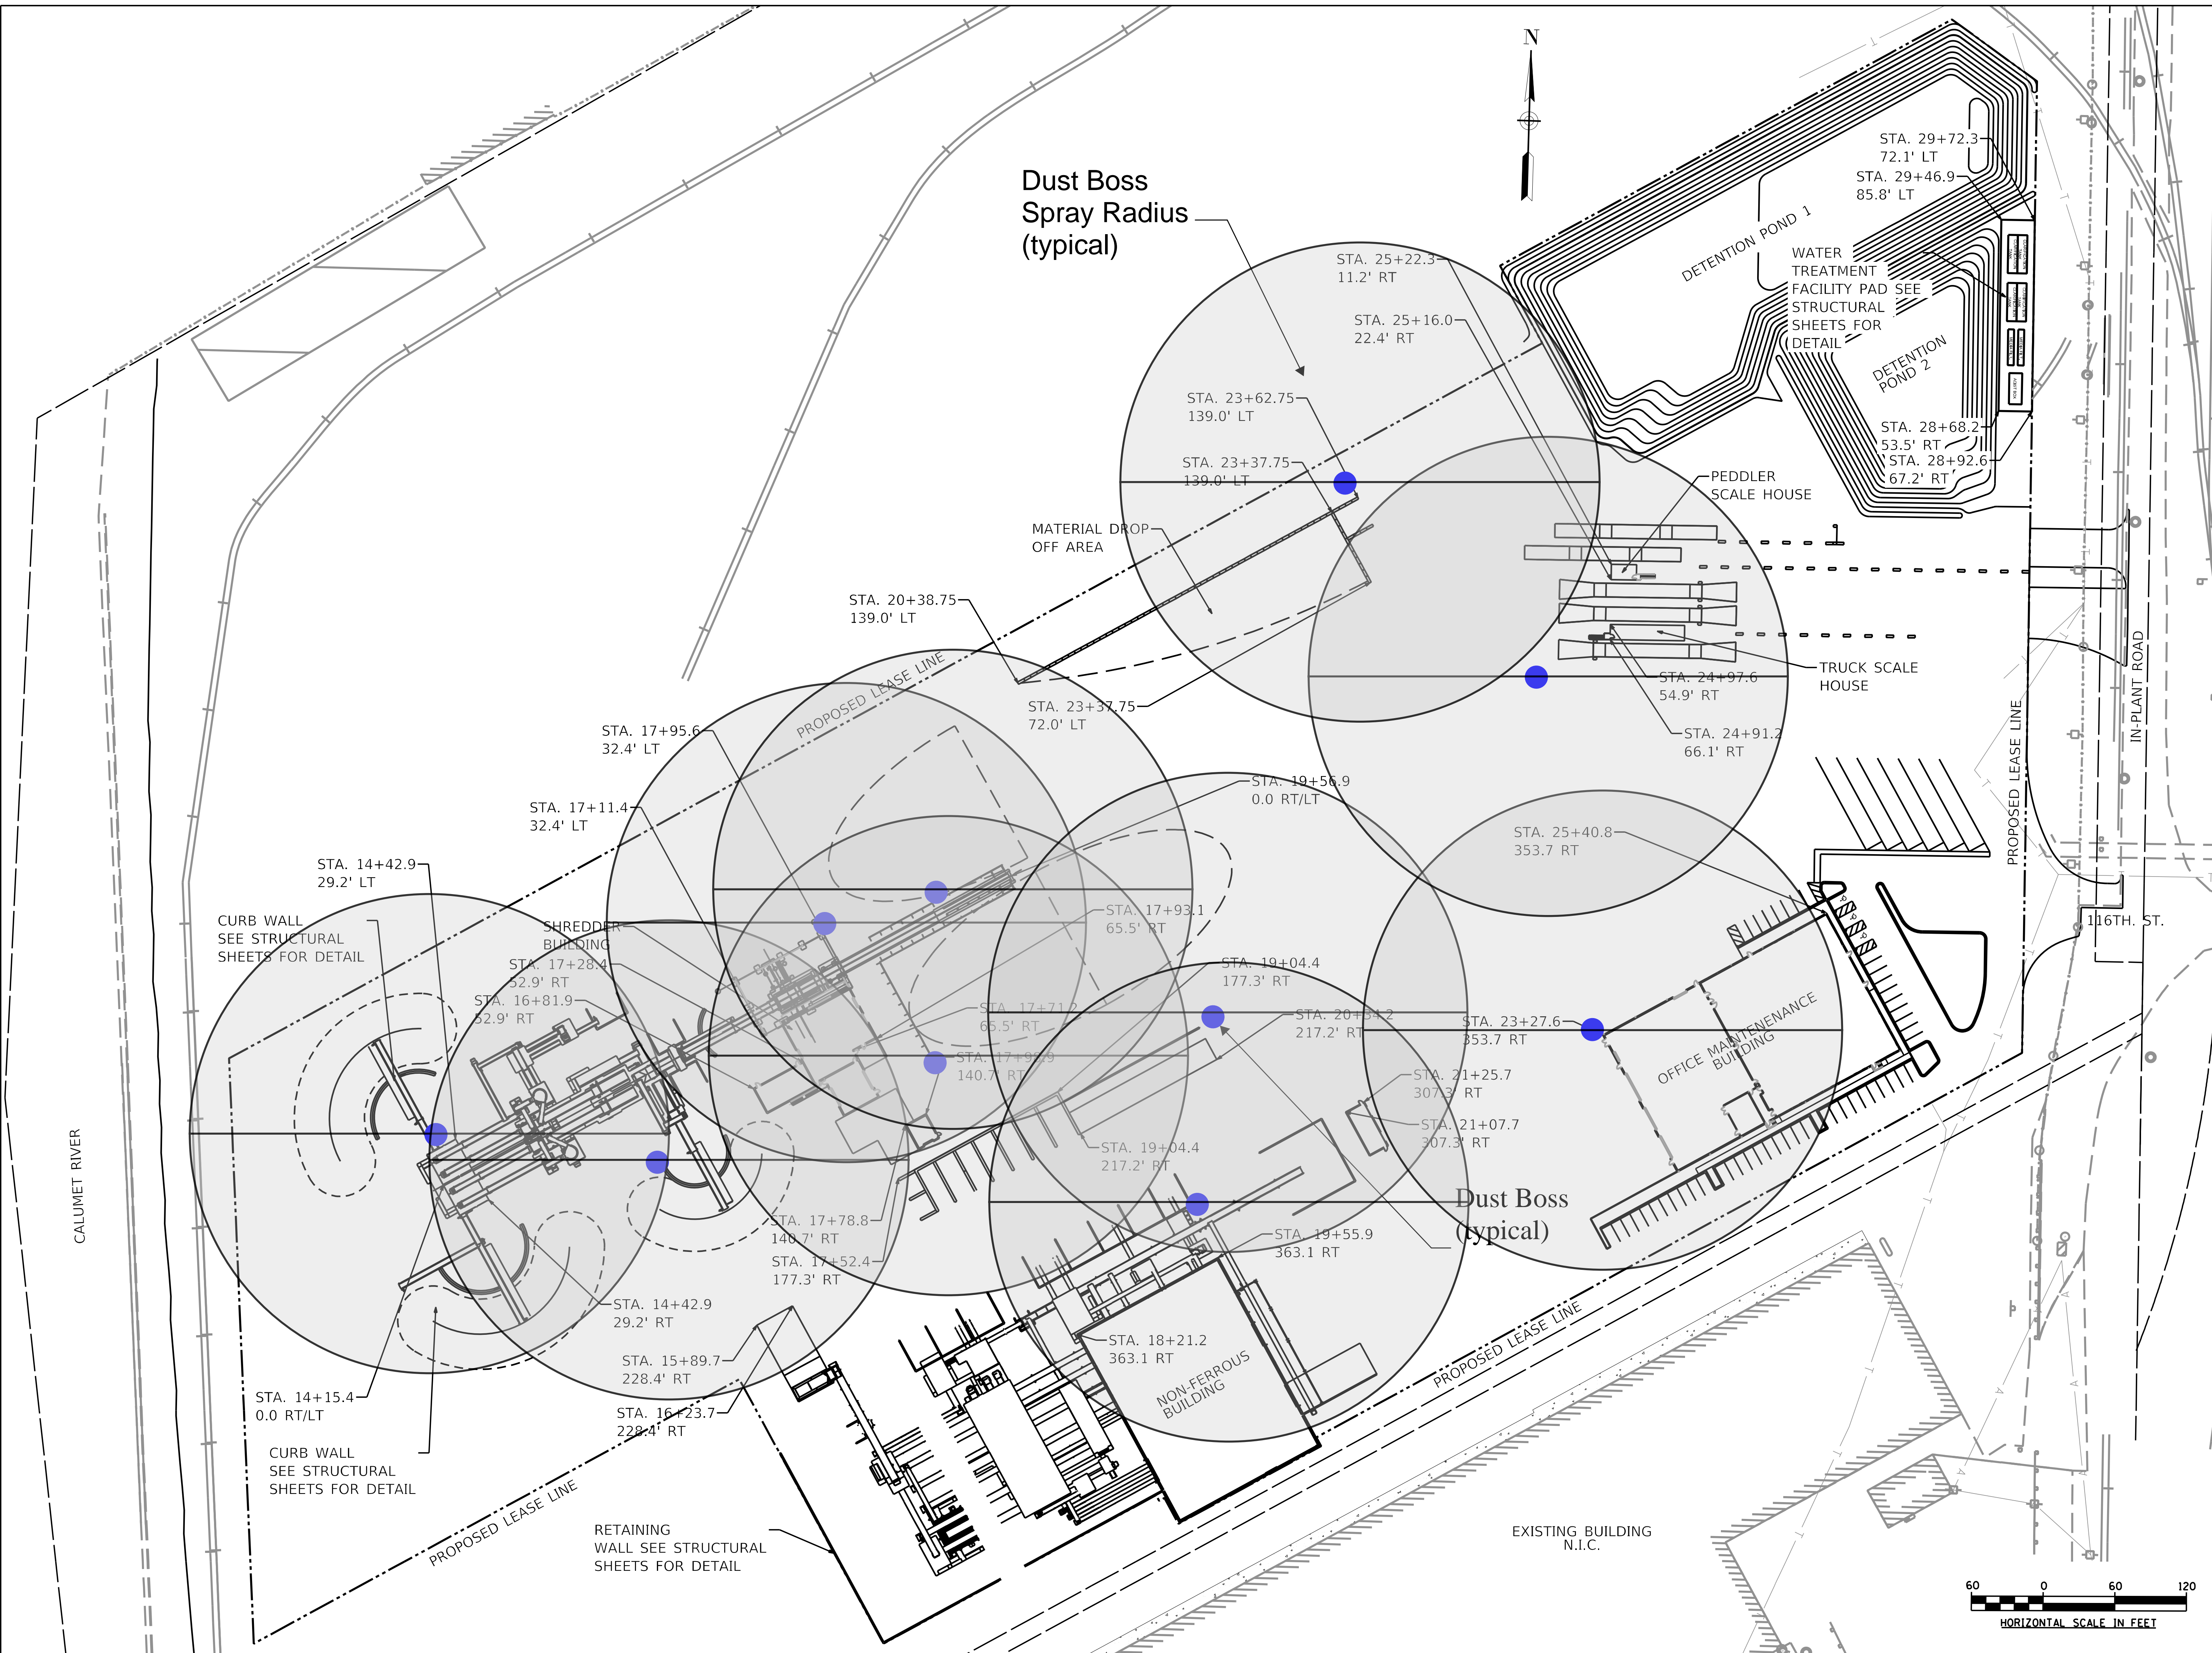 N
Dust Boss
Spray Radius
(typical)
STA. 29+72.3
72.1' LT
STA. 29+46.9
85.8' LT
DETENTION POND 1
WATER
TREATMENT
FACILITY PAD SEE
STRUCTURAL
SHEETS FOR
DETAIL
DETENTION
POND 2
STA. 28+68.2
53.5' RT
STA. 28+92.6
67.2' RT
STA. 25+22.3
11.2' RT
STA. 25+16.0
22.4' RT
STA. 23+62.75
139.0' LT
STA. 23+37.75
139.0' LT
PEDDLER
SCALE HOUSE
MATERIAL DROP
OFF AREA
STA. 20+38.75
139.0' LT
TRUCK SCALE
HOUSE
STA. 24+97.6
54.9' RT
STA. 24+91.2
66.1' RT
STA. 23+37.75
72.0' LT
PROPOSED LEASE LINE
STA. 17+95.6
32.4' LT
STA. 17+11.4
32.4' LT
STA. 19+56.9
0.0 RT/LT
PROPOSED LEASE LINE
IN-PLANT ROAD
116TH. ST.
STA. 25+40.8
353.7 RT
STA. 14+42.9
29.2' LT
CURB WALL
SEE STRUCTURAL
SHEETS FOR DETAIL
SHREDDER
BUILDING
STA. 17+28.4
52.9' RT
STA. 16+81.9
52.9' RT
STA. 17+93.1
65.5' RT
STA. 17+71.2
65.5' RT
140.7' RT
STA. 19+04.4
177.3' RT
217.2' RT
STA. 23+27.6
353.7 RT
OFFICE MAINTENENANCE
BUILDING
STA. 21+25.7
307.3' RT
STA. 21+07.7
307.3' RT
STA. 19+04.4
217.2' RT
Dust Boss
(typical)
STA. 17+78.8
140.7' RT
STA. 17+52.4
177.3' RT
STA. 19+55.9
363.1 RT
STA. 14+42.9
29.2' RT
STA. 15+89.7
228.4' RT
STA. 16+23.7
228.4' RT
STA. 18+21.2
363.1 RT
NON-FERROUS
BUILDING
PROPOSED LEASE LINE
STA. 14+15.4
0.0 RT/LT
CURB WALL
SEE STRUCTURAL
SHEETS FOR DETAIL
CALUMET RIVER
PROPOSED LEASE LINE
RETAINING
WALL SEE STRUCTURAL
SHEETS FOR DETAIL
EXISTING BUILDING
N.I.C.
60 0 60 120
HORIZONTAL SCALE IN FEET